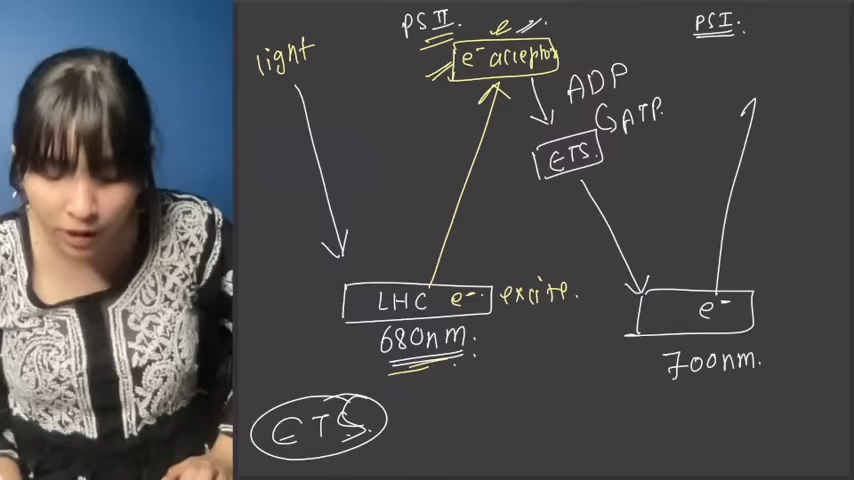 PSII.
PSI.
light
e⁻ acceptor
ADP
ATP.
ETS.
LHC e⁻. excite.
e⁻
680nm.
700nm.
ETS.